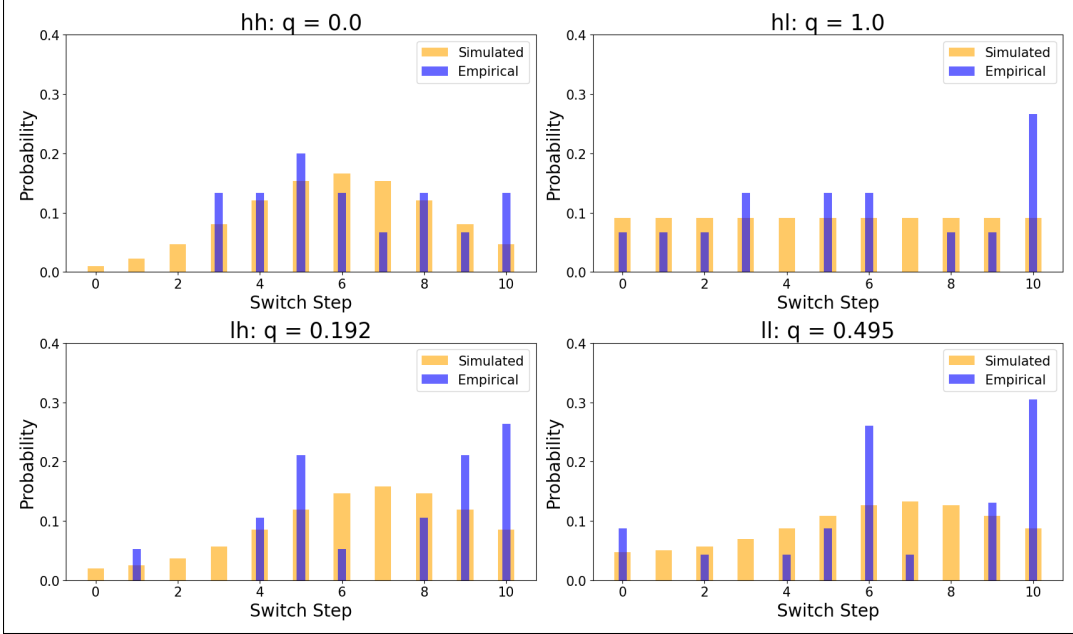 hh: q = 0.0
0.4
0.3
0.2
0.1
0.0
Probability
0 2 4 6 8 10
Switch Step
Simulated
Empirical
hl: q = 1.0
0.4
0.3
0.2
0.1
0.0
Probability
0 2 4 6 8 10
Switch Step
Simulated
Empirical
lh: q = 0.192
0.4
0.3
0.2
0.1
0.0
Probability
0 2 4 6 8 10
Switch Step
Simulated
Empirical
ll: q = 0.495
0.4
0.3
0.2
0.1
0.0
Probability
0 2 4 6 8 10
Switch Step
Simulated
Empirical